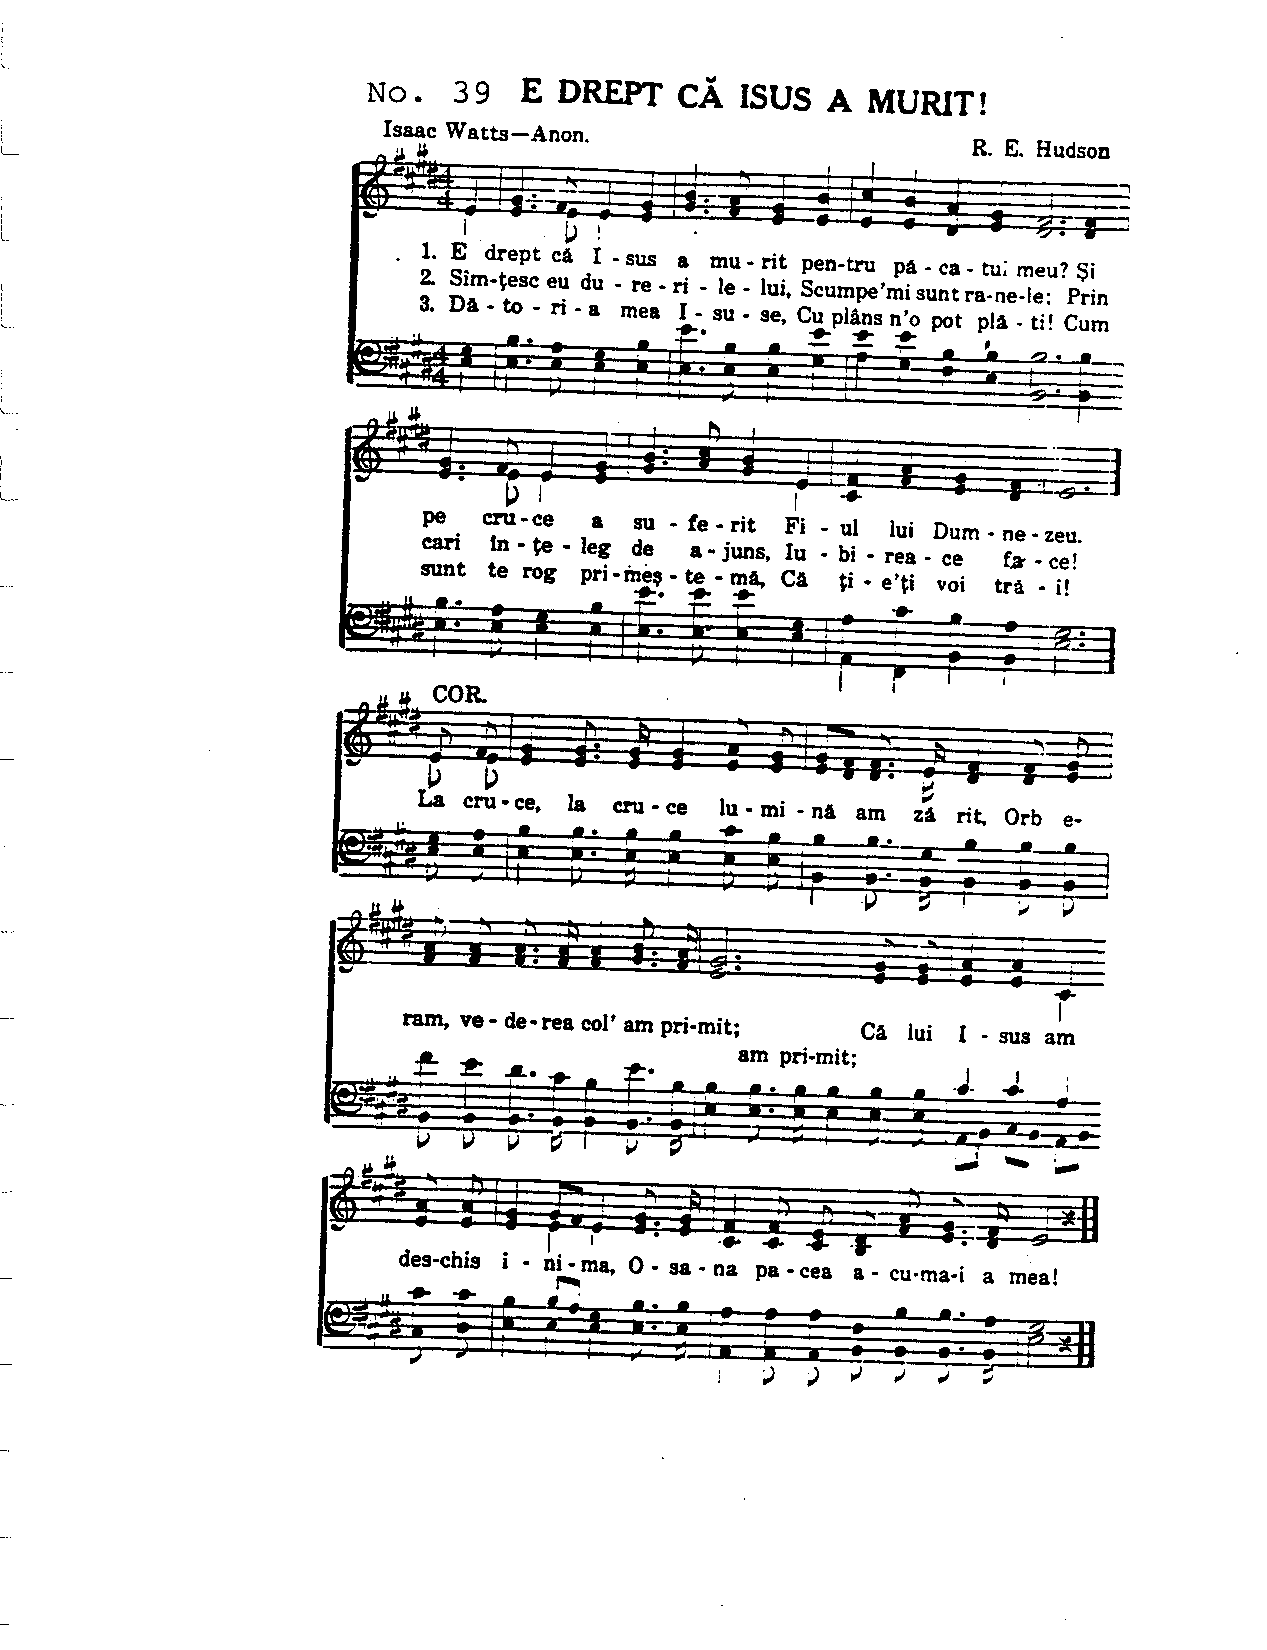 No. 39 E DREPT CĂ ISUS A MURIT!
Isaac Watts—Anon.
R. E. Hudson
1. E drept că I - sus a mu - rit pen-tru pă - ca - tul meu? Și
2. Sim-țesc eu du - re - ri - le - lui, Scumpe'mi sunt ra-ne-le; Prin
3. Dă - to - ri - a mea I - su - se, Cu plâns n'o pot plă - ti! Cum
pe cru - ce a su - fe - rit Fi - ul lui Dum - ne - zeu.
cari în - țe - leg de a - juns, Iu - bi - rea - ce fa - ce!
sunt te rog pri - meș - te - mă, Că ți - e'ți voi tră - i!
COR.
La cru - ce, la cru - ce lu - mi - nă am ză rit, Orb e-
ram, ve - de - rea col' am pri-mit; Că lui I - sus am
am pri-mit;
des-chis i - ni - ma, O - sa - na pa - cea a - cu-ma-i a mea!